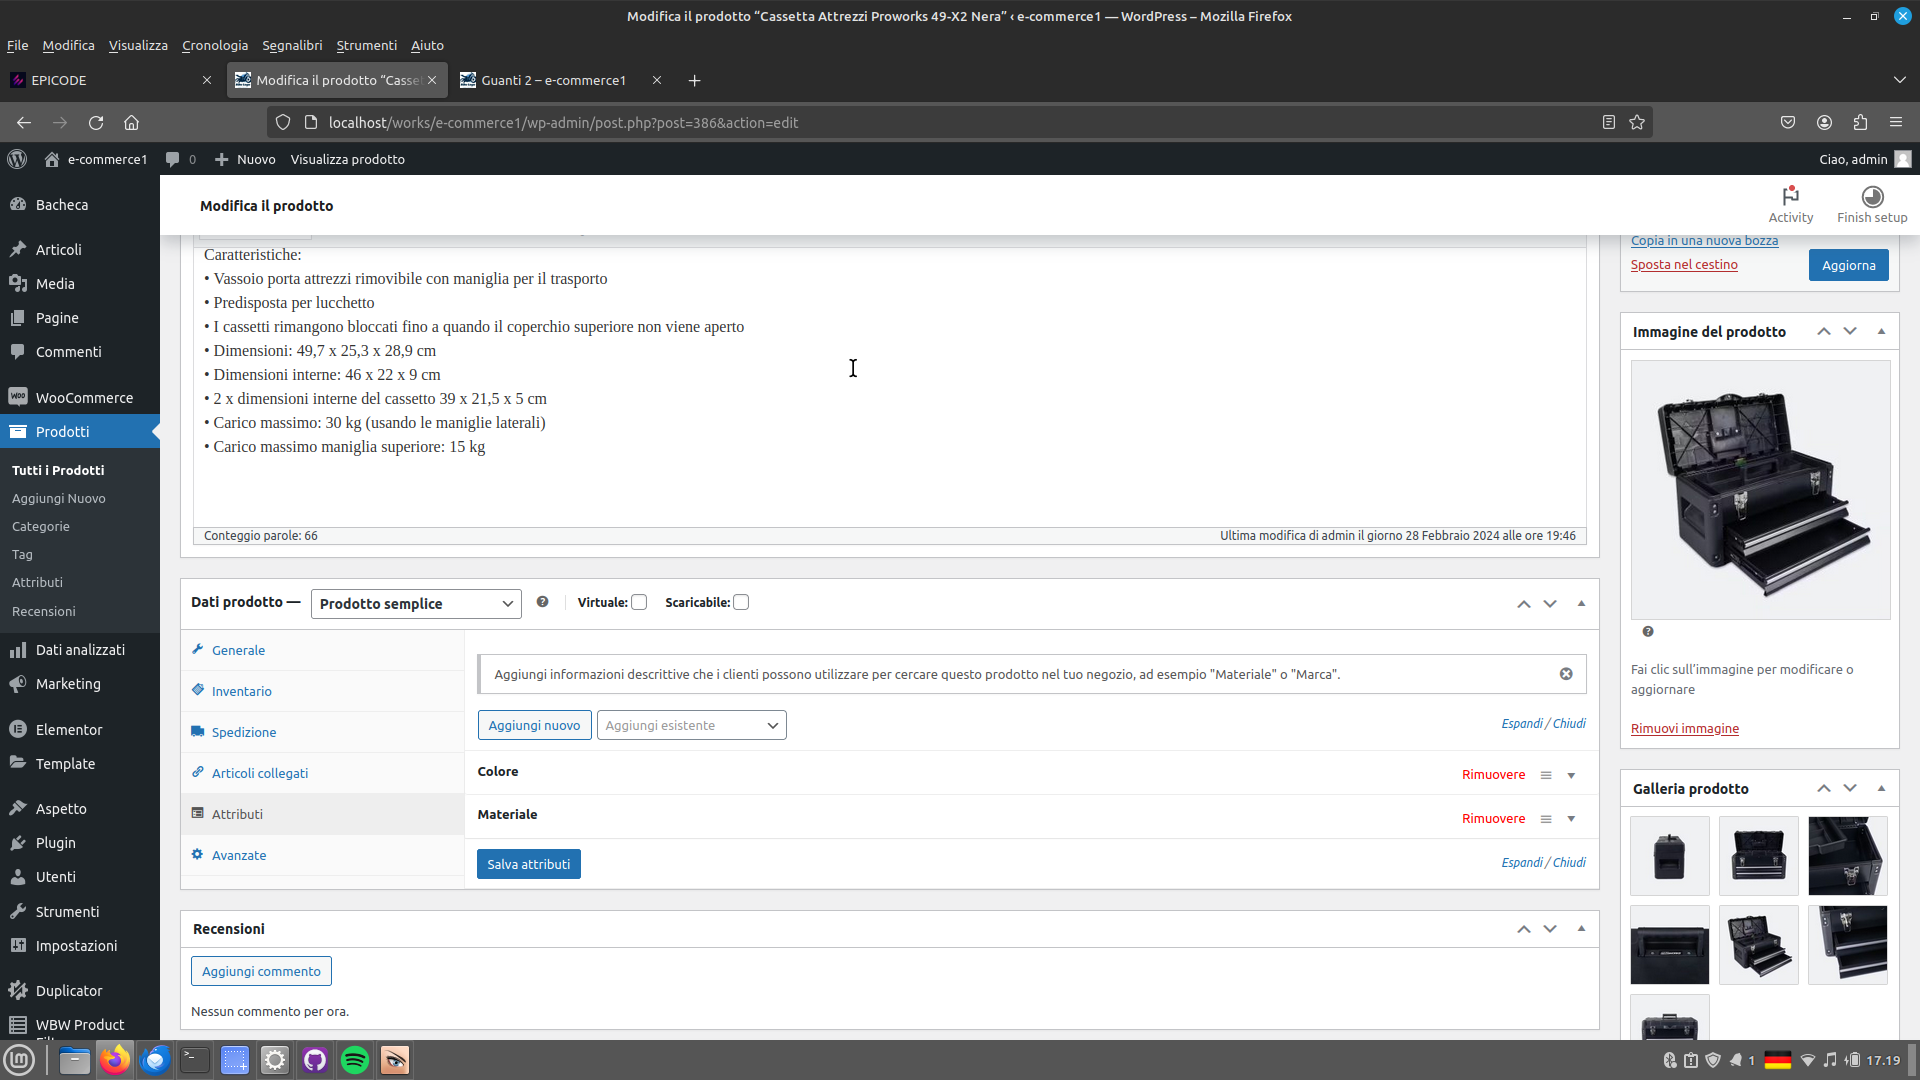 Modifica il prodotto “Cassetta Attrezzi Proworks 49-X2 Nera” ‹ e-commerce1 — WordPress – Mozilla Firefox
File Modifica Visualizza Cronologia Segnalibri Strumenti Aiuto
EPICODE
Modifica il prodotto “Casse
Guanti 2 – e-commerce1
localhost/works/e-commerce1/wp-admin/post.php?post=386&action=edit
e-commerce1 0 Nuovo Visualizza prodotto Ciao, admin
Modifica il prodotto
Activity
Finish setup
Bacheca
Articoli
Media
Pagine
Commenti
WooCommerce
Prodotti
Tutti i Prodotti
Aggiungi Nuovo
Categorie
Tag
Attributi
Recensioni
Dati analizzati
Marketing
Elementor
Template
Aspetto
Plugin
Utenti
Strumenti
Impostazioni
Duplicator
WBW Product
Caratteristiche:
• Vassoio porta attrezzi rimovibile con maniglia per il trasporto
• Predisposta per lucchetto
• I cassetti rimangono bloccati fino a quando il coperchio superiore non viene aperto
• Dimensioni: 49,7 x 25,3 x 28,9 cm
• Dimensioni interne: 46 x 22 x 9 cm
• 2 x dimensioni interne del cassetto 39 x 21,5 x 5 cm
• Carico massimo: 30 kg (usando le maniglie laterali)
• Carico massimo maniglia superiore: 15 kg
Conteggio parole: 66
Ultima modifica di admin il giorno 28 Febbraio 2024 alle ore 19:46
Dati prodotto — Prodotto semplice Virtuale: Scaricabile:
Generale
Inventario
Spedizione
Articoli collegati
Attributi
Avanzate
Aggiungi informazioni descrittive che i clienti possono utilizzare per cercare questo prodotto nel tuo negozio, ad esempio "Materiale" o "Marca".
Aggiungi nuovo Aggiungi esistente Espandi / Chiudi
Colore Rimuovere
Materiale Rimuovere
Salva attributi Espandi / Chiudi
Recensioni
Aggiungi commento
Nessun commento per ora.
Copia in una nuova bozza
Sposta nel cestino
Aggiorna
Immagine del prodotto
Fai clic sull’immagine per modificare o
aggiornare
Rimuovi immagine
Galleria prodotto
1 17.19